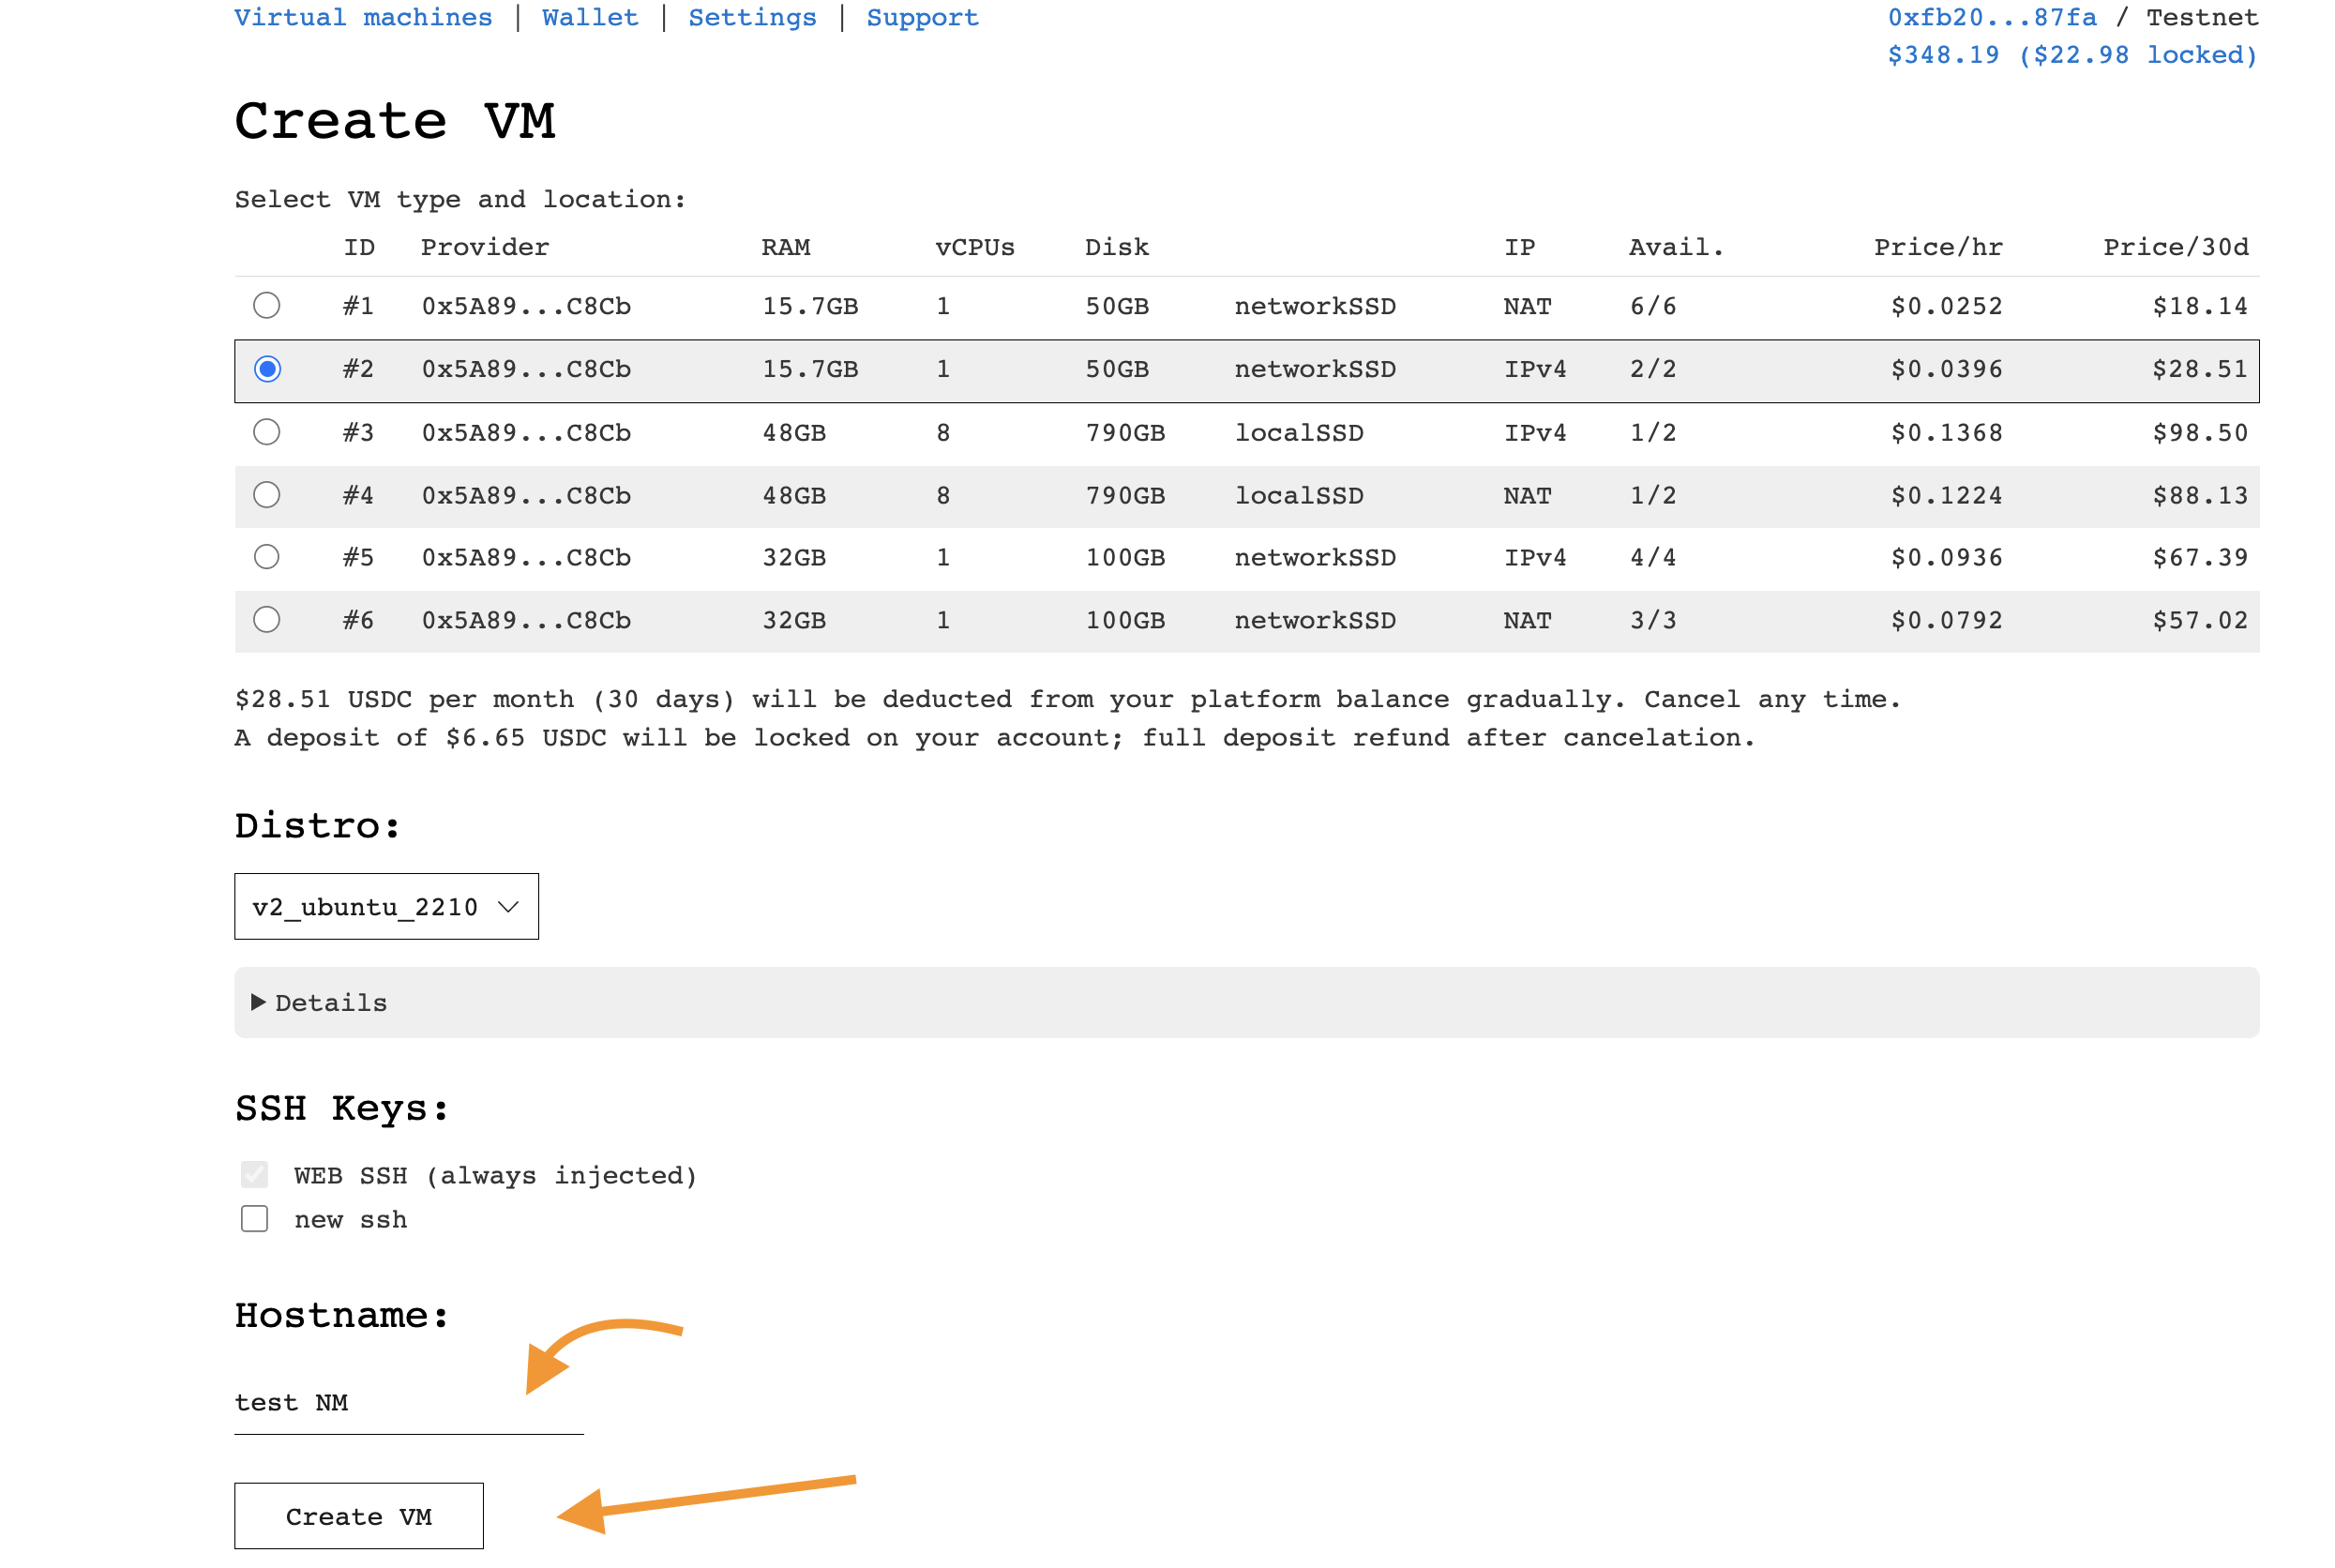 Virtual machines | Wallet | Settings | Support
0xfb20...87fa / Testnet
$348.19 ($22.98 locked)
Create VM
Select VM type and location:
ID Provider RAM vCPUs Disk IP Avail. Price/hr Price/30d
#1 0x5A89...C8Cb 15.7GB 1 50GB networkSSD NAT 6/6 $0.0252 $18.14
#2 0x5A89...C8Cb 15.7GB 1 50GB networkSSD IPv4 2/2 $0.0396 $28.51
#3 0x5A89...C8Cb 48GB 8 790GB localSSD IPv4 1/2 $0.1368 $98.50
#4 0x5A89...C8Cb 48GB 8 790GB localSSD NAT 1/2 $0.1224 $88.13
#5 0x5A89...C8Cb 32GB 1 100GB networkSSD IPv4 4/4 $0.0936 $67.39
#6 0x5A89...C8Cb 32GB 1 100GB networkSSD NAT 3/3 $0.0792 $57.02
$28.51 USDC per month (30 days) will be deducted from your platform balance gradually. Cancel any time.
A deposit of $6.65 USDC will be locked on your account; full deposit refund after cancelation.
Distro:
v2_ubuntu_2210
Details
SSH Keys:
WEB SSH (always injected)
new ssh
Hostname:
test NM
Create VM